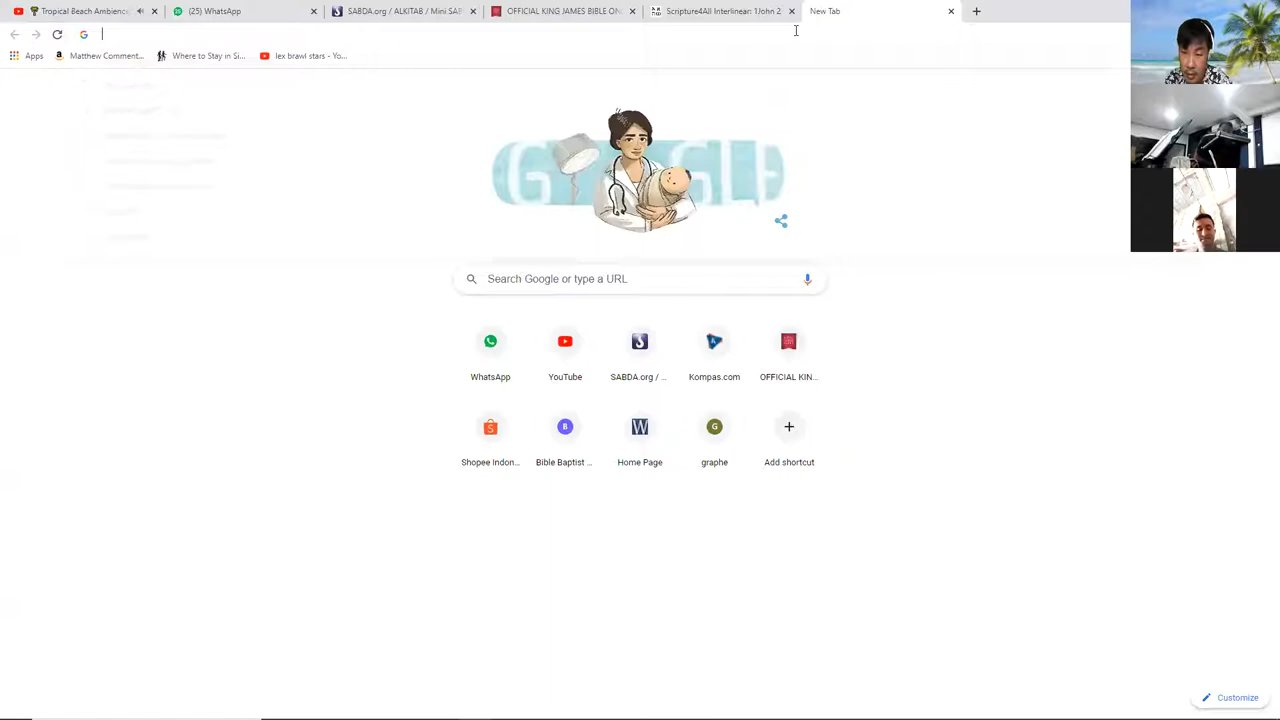 Tropical Beach Ambience
(25) WhatsApp
SABDA.org / ALKITAB / Mini SA
OFFICIAL KING JAMES BIBLE ON
Scripture4All Interlinear: 1John 2
New Tab
Apps
Matthew Comment...
Where to Stay in Si...
lex brawl stars - Yo...
Search Google or type a URL
WhatsApp
YouTube
SABDA.org / ...
Kompas.com
OFFICIAL KIN...
Shopee Indon...
Bible Baptist ...
Home Page
graphe
Add shortcut
Customize